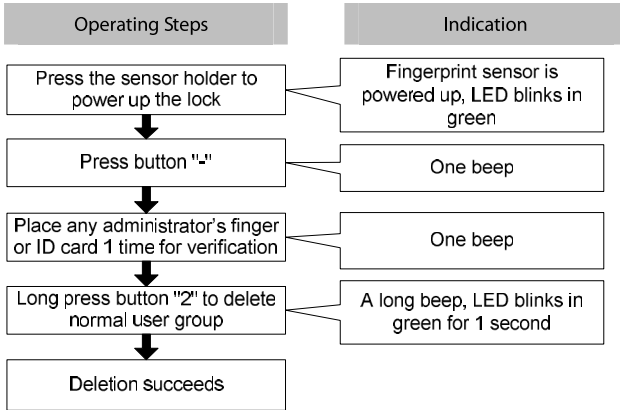 Operating Steps
Indication
Press the sensor holder to
power up the lock
Fingerprint sensor is
powered up, LED blinks in
green
Press button "-"
One beep
Place any administrator's finger
or ID card 1 time for verification
One beep
Long press button "2" to delete
normal user group
A long beep, LED blinks in
green for 1 second
Deletion succeeds